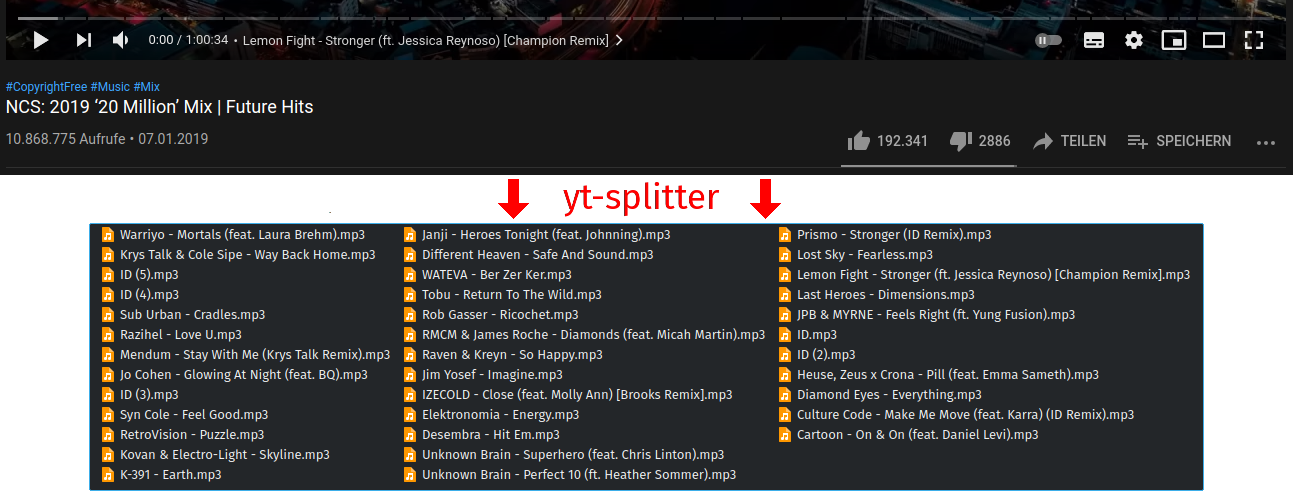 0:00 / 1:00:34 • Lemon Fight - Stronger (ft. Jessica Reynoso) [Champion Remix]
#CopyrightFree #Music #Mix
NCS: 2019 ‘20 Million’ Mix | Future Hits
10.868.775 Aufrufe • 07.01.2019
192.341
2886
TEILEN
SPEICHERN
yt-splitter
Warriyo - Mortals (feat. Laura Brehm).mp3
Krys Talk & Cole Sipe - Way Back Home.mp3
ID (5).mp3
ID (4).mp3
Sub Urban - Cradles.mp3
Razihel - Love U.mp3
Mendum - Stay With Me (Krys Talk Remix).mp3
Jo Cohen - Glowing At Night (feat. BQ).mp3
ID (3).mp3
Syn Cole - Feel Good.mp3
RetroVision - Puzzle.mp3
Kovan & Electro-Light - Skyline.mp3
K-391 - Earth.mp3
Janji - Heroes Tonight (feat. Johnning).mp3
Different Heaven - Safe And Sound.mp3
WATEVA - Ber Zer Ker.mp3
Tobu - Return To The Wild.mp3
Rob Gasser - Ricochet.mp3
RMCM & James Roche - Diamonds (feat. Micah Martin).mp3
Raven & Kreyn - So Happy.mp3
Jim Yosef - Imagine.mp3
IZECOLD - Close (feat. Molly Ann) [Brooks Remix].mp3
Elektronomia - Energy.mp3
Desembra - Hit Em.mp3
Unknown Brain - Superhero (feat. Chris Linton).mp3
Unknown Brain - Perfect 10 (ft. Heather Sommer).mp3
Prismo - Stronger (ID Remix).mp3
Lost Sky - Fearless.mp3
Lemon Fight - Stronger (ft. Jessica Reynoso) [Champion Remix].mp3
Last Heroes - Dimensions.mp3
JPB & MYRNE - Feels Right (ft. Yung Fusion).mp3
ID.mp3
ID (2).mp3
Heuse, Zeus x Crona - Pill (feat. Emma Sameth).mp3
Diamond Eyes - Everything.mp3
Culture Code - Make Me Move (feat. Karra) (ID Remix).mp3
Cartoon - On & On (feat. Daniel Levi).mp3